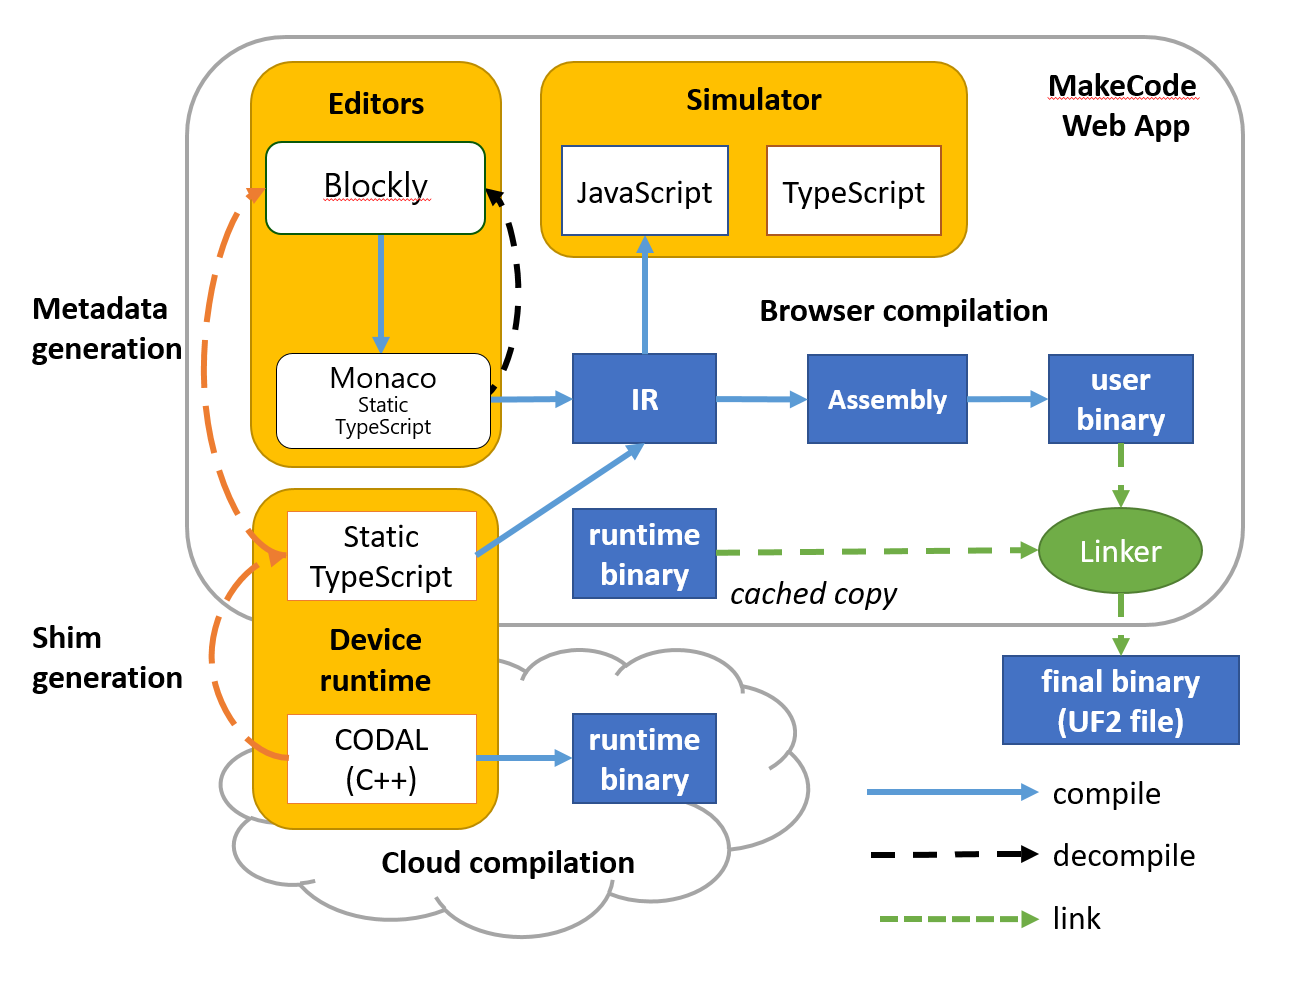 MakeCode
Web App
Editors
Simulator
Blockly
JavaScript
TypeScript
Metadata
generation
Browser compilation
Monaco
Static
TypeScript
IR
Assembly
user
binary
Static
TypeScript
runtime
binary
cached copy
Linker
Shim
generation
Device
runtime
final binary
(UF2 file)
CODAL
(C++)
runtime
binary
Cloud compilation
compile
decompile
link